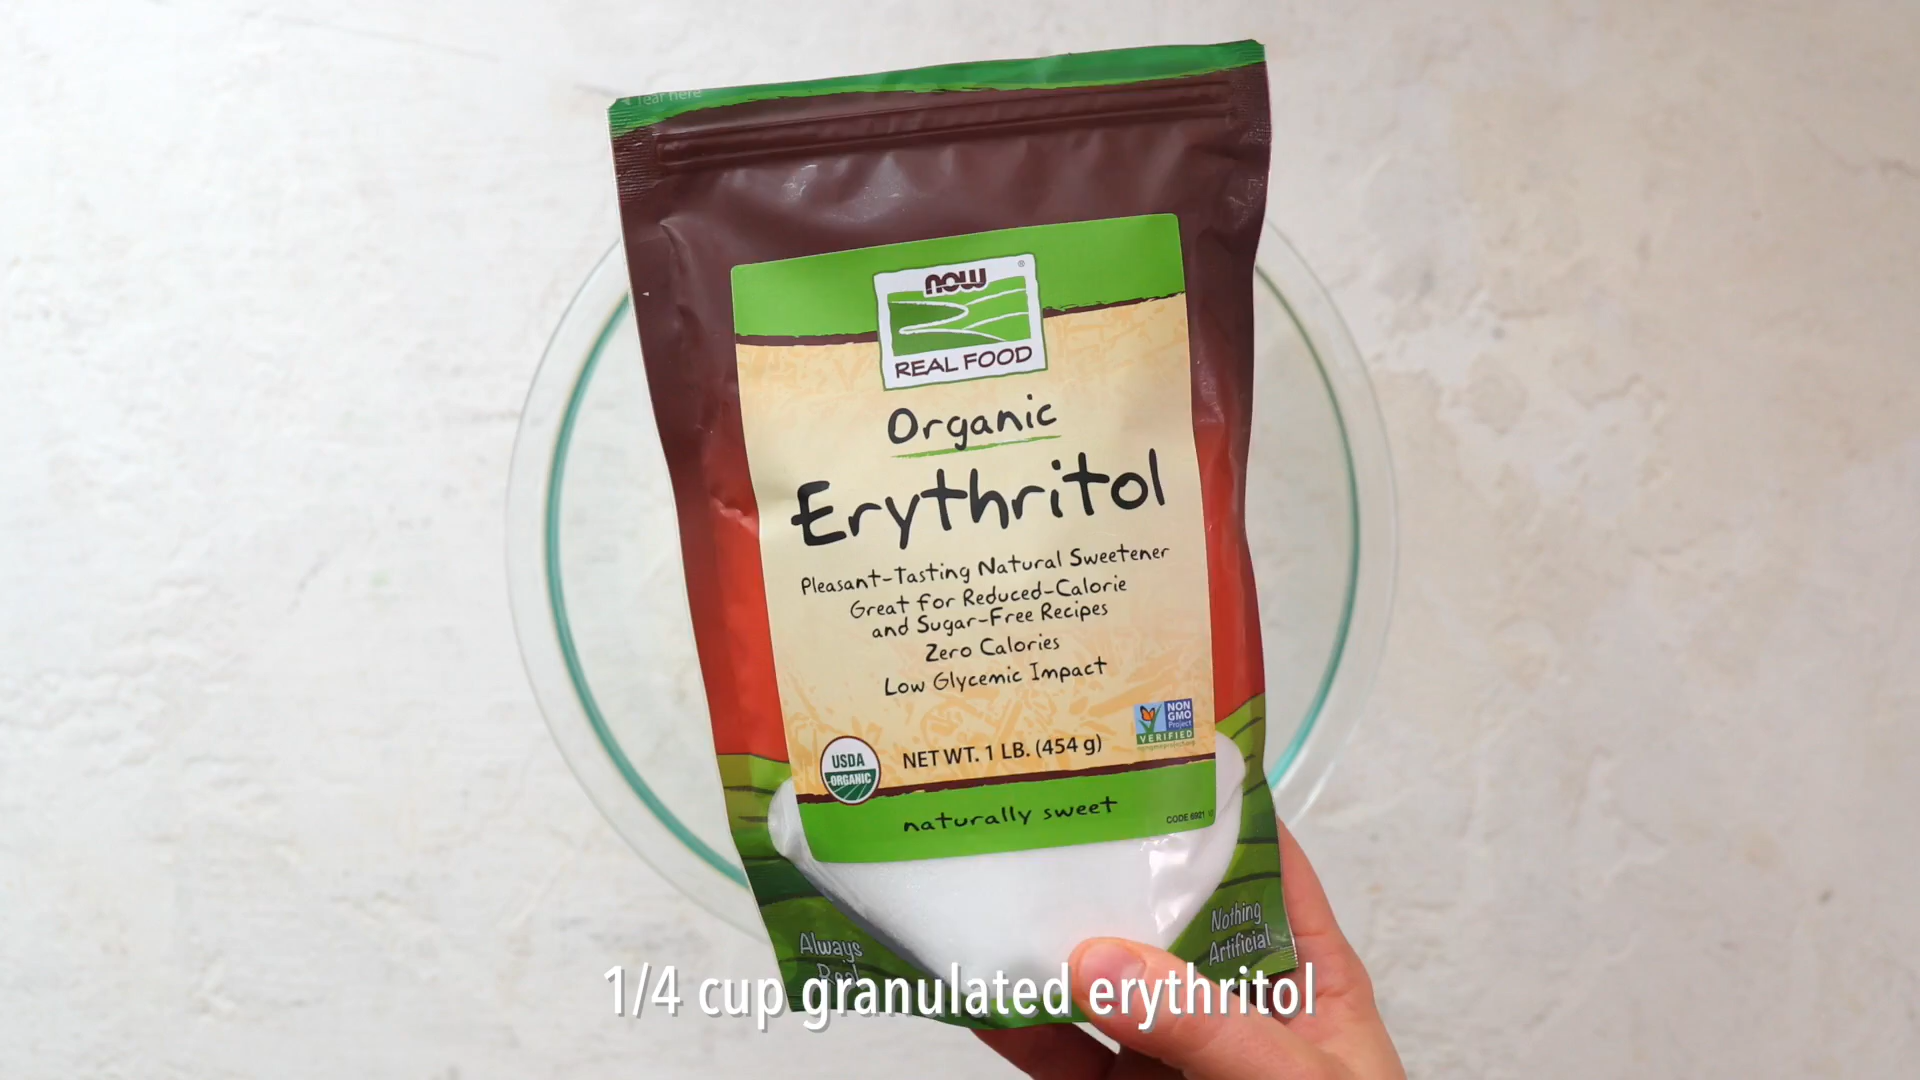 Tear here
now
REAL FOOD
Organic
Erythritol
Pleasant-Tasting Natural Sweetener
Great for Reduced-Calorie
and Sugar-Free Recipes
Zero Calories
Low Glycemic Impact
NON
GMO
Project
VERIFIED
USDA
ORGANIC
NET WT. 1 LB. (454 g)
naturally sweet
CODE 6921
Nothing
Artificial
Always
Real
1/4 cup granulated erythritol